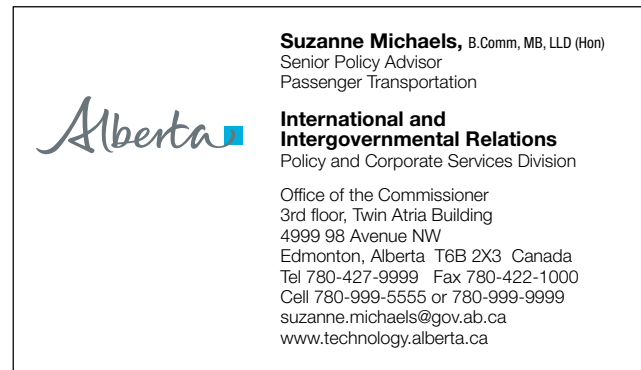 Alberta
Suzanne Michaels, B.Comm, MB, LLD (Hon)
Senior Policy Advisor
Passenger Transportation
International and
Intergovernmental Relations
Policy and Corporate Services Division
Office of the Commissioner
3rd floor, Twin Atria Building
4999 98 Avenue NW
Edmonton, Alberta  T6B 2X3  Canada
Tel 780-427-9999   Fax 780-422-1000
Cell 780-999-5555 or 780-999-9999
suzanne.michaels@gov.ab.ca
www.technology.alberta.ca